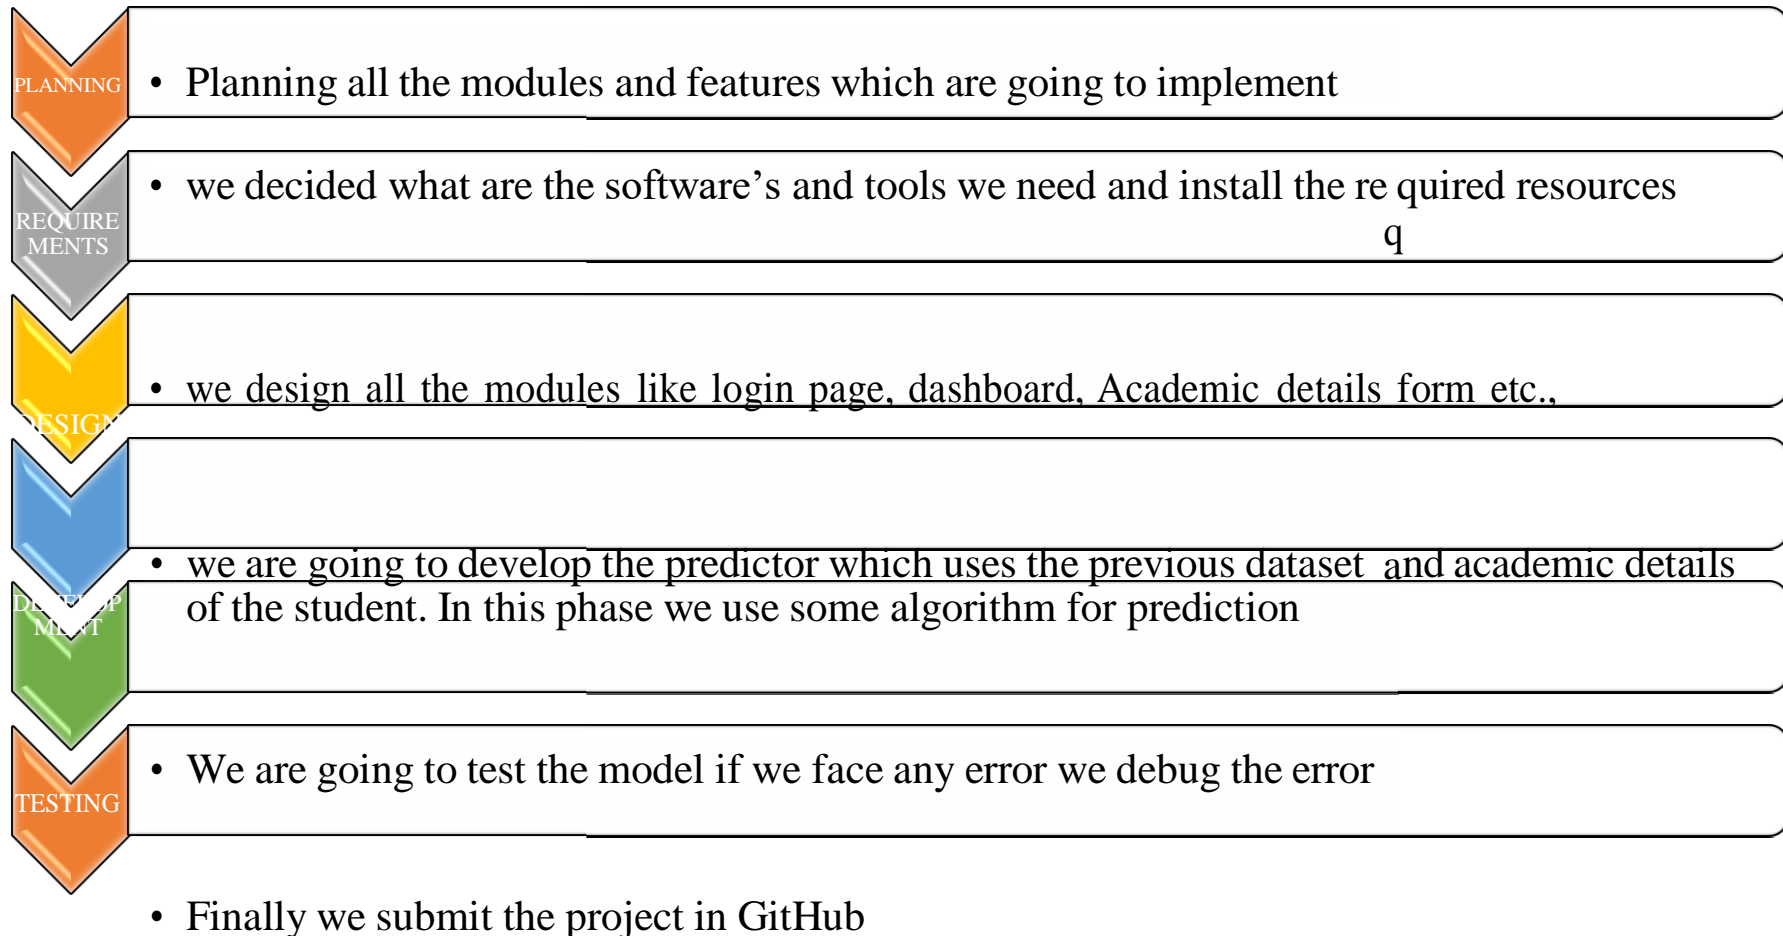 PLANNING
• Planning all the modules and features which are going to implement
REQUIRE
MENTS
• we decided what are the software’s and tools we need and install the re quired resources
q
DESIGN
• we design all the modules like login page, dashboard, Academic details form etc.,
DEVELOP
MENT
• we are going to develop the predictor which uses the previous dataset and academic details
of the student. In this phase we use some algorithm for prediction
TESTING
• We are going to test the model if we face any error we debug the error
• Finally we submit the project in GitHub